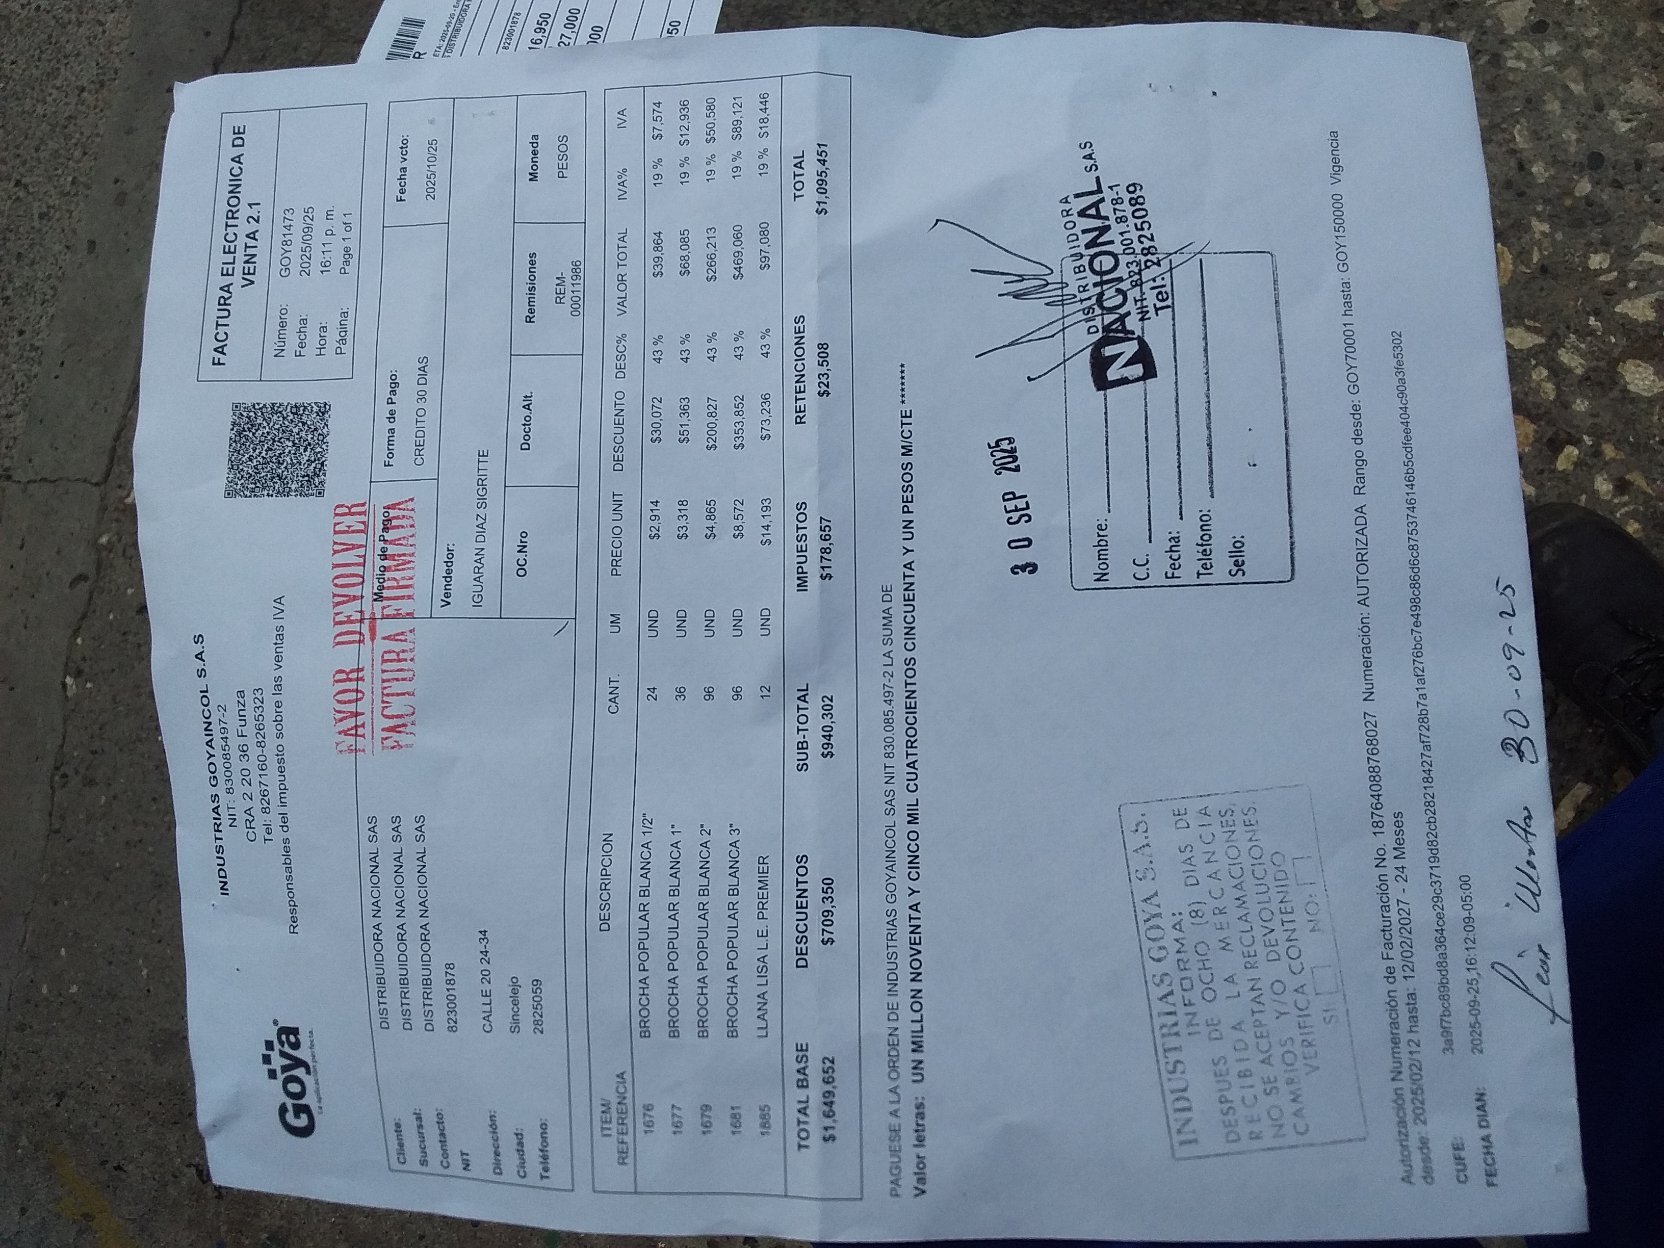 Goya
La aplicación perfecta.
INDUSTRIAS GOYAINCOL S.A.S
NIT: 830085497-2
CRA 2 20 36 Funza
Tel: 8267160-8265323
Responsables del impuesto sobre las ventas IVA
FACTURA ELECTRONICA DE
VENTA 2.1
Número: GOY81473
Fecha: 2025/09/25
Hora: 16:11 p. m.
Página: Page 1 of 1
FAVOR DEVOLVER
FACTURA FIRMADA
Cliente: DISTRIBUIDORA NACIONAL SAS
Sucursal: DISTRIBUIDORA NACIONAL SAS
Contacto: DISTRIBUIDORA NACIONAL SAS
NIT 823001878
Dirección: CALLE 20 24-34
Ciudad: Sincelejo
Teléfono: 2825059
Medio de Pago: Forma de Pago: Fecha vcto:
CREDITO 30 DIAS 2025/10/25
Vendedor:
IGUARAN DIAZ SIGRITTE
OC.Nro Docto.Alt. Remisiones Moneda
REM-00011986 PESOS
ITEM/REFERENCIA DESCRIPCION CANT. UM PRECIO UNIT DESCUENTO DESC% VALOR TOTAL IVA% IVA
1676 BROCHA POPULAR BLANCA 1/2" 24 UND $2,914 $30,072 43 % $39,864 19 % $7,574
1677 BROCHA POPULAR BLANCA 1" 36 UND $3,318 $51,363 43 % $68,085 19 % $12,936
1679 BROCHA POPULAR BLANCA 2" 96 UND $4,865 $200,827 43 % $266,213 19 % $50,580
1681 BROCHA POPULAR BLANCA 3" 96 UND $8,572 $353,852 43 % $469,060 19 % $89,121
1885 LLANA LISA L.E. PREMIER 12 UND $14,193 $73,236 43 % $97,080 19 % $18,446
TOTAL BASE DESCUENTOS SUB-TOTAL IMPUESTOS RETENCIONES TOTAL
$1,649,652 $709,350 $940,302 $178,657 $23,508 $1,095,451
PAGUESE A LA ORDEN DE INDUSTRIAS GOYAINCOL SAS NIT 830.085.497-2 LA SUMA DE
Valor letras: UN MILLON NOVENTA Y CINCO MIL CUATROCIENTOS CINCUENTA Y UN PESOS M/CTE *******
30 SEP 2025
DISTRIBUIDORA
NACIONAL S.A.S
NIT. 823.001.878-1
Tel: 2825089
Nombre:
C.C.
Fecha:
Teléfono:
Sello:
INDUSTRIAS GOYA S.A.S.
INFORMA:
DESPUES DE OCHO (8) DIAS DE
RECIBIDA LA MERCANCIA
NO SE ACEPTAN RECLAMACIONES,
CAMBIOS Y/O DEVOLUCIONES.
VERIFICA CONTENIDO
SI: NO:
Autorización Numeración de Facturación No. 18764088768027 Numeración: AUTORIZADA Rango desde: GOY70001 hasta: GOY150000 Vigencia
desde: 2025/02/12 hasta: 12/02/2027 - 24 Meses
CUFE: 3a9f7bc89bd8a364ce29c3719d82cb28218427af728b7a1af276bc7e498c86d6c8753746146b5cdfee404c90a3fe5302
FECHA DIAN: 2025-09-25,16:12:09-05:00
30-09-25
823001878
16,950
27,000
000
50